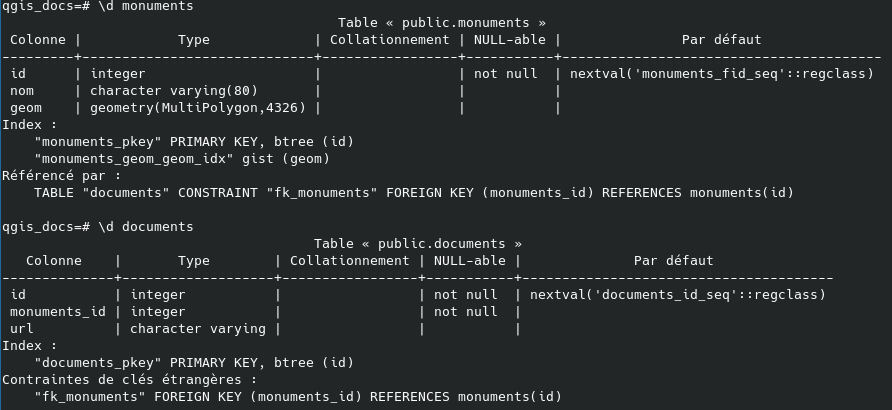 qgis_docs=# \d monuments
                                          Table « public.monuments »
 Colonne |            Type             | Collationnement | NULL-able |               Par défaut
---------+-----------------------------+-----------------+-----------+----------------------------------------
 id      | integer                     |                 | not null  | nextval('monuments_fid_seq'::regclass)
 nom     | character varying(80)       |                 |           |
 geom    | geometry(MultiPolygon,4326) |                 |           |
Index :
    "monuments_pkey" PRIMARY KEY, btree (id)
    "monuments_geom_geom_idx" gist (geom)
Référencé par :
    TABLE "documents" CONSTRAINT "fk_monuments" FOREIGN KEY (monuments_id) REFERENCES monuments(id)

qgis_docs=# \d documents
                                       Table « public.documents »
   Colonne    |       Type        | Collationnement | NULL-able |              Par défaut
--------------+-------------------+-----------------+-----------+---------------------------------------
 id           | integer           |                 | not null  | nextval('documents_id_seq'::regclass)
 monuments_id | integer           |                 | not null  |
 url          | character varying |                 |           |
Index :
    "documents_pkey" PRIMARY KEY, btree (id)
Contraintes de clés étrangères :
    "fk_monuments" FOREIGN KEY (monuments_id) REFERENCES monuments(id)